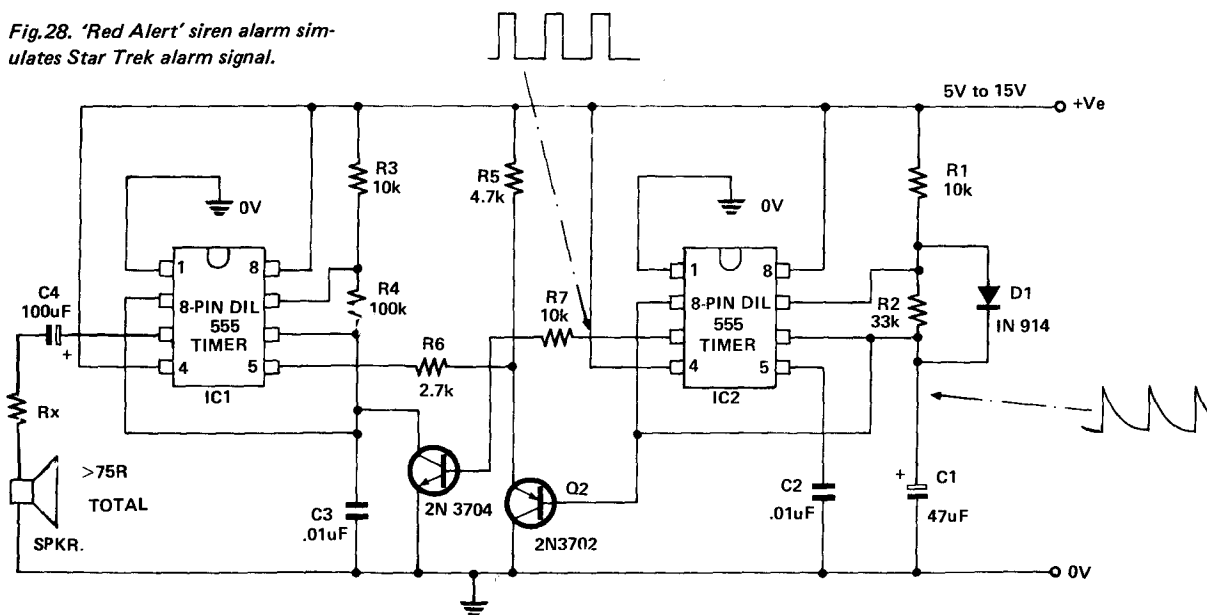 Fig.28. ‘Red Alert’ siren alarm sim-
ulates Star Trek alarm signal.
5V to 15V
+Ve
R3
10k
R5
4.7k
R1
10k
0V
0V
1
8
8-PIN DIL
555
TIMER
4
5
IC1
R4
100k
C4
100uF
+
Rx
>75R
TOTAL
SPKR.
R6
2.7k
R7
10k
1
8
8-PIN DIL
555
TIMER
4
5
IC2
R2
33k
D1
IN 914
C3
.01uF
2N 3704
Q2
2N3702
C2
.01uF
+
C1
47uF
0V